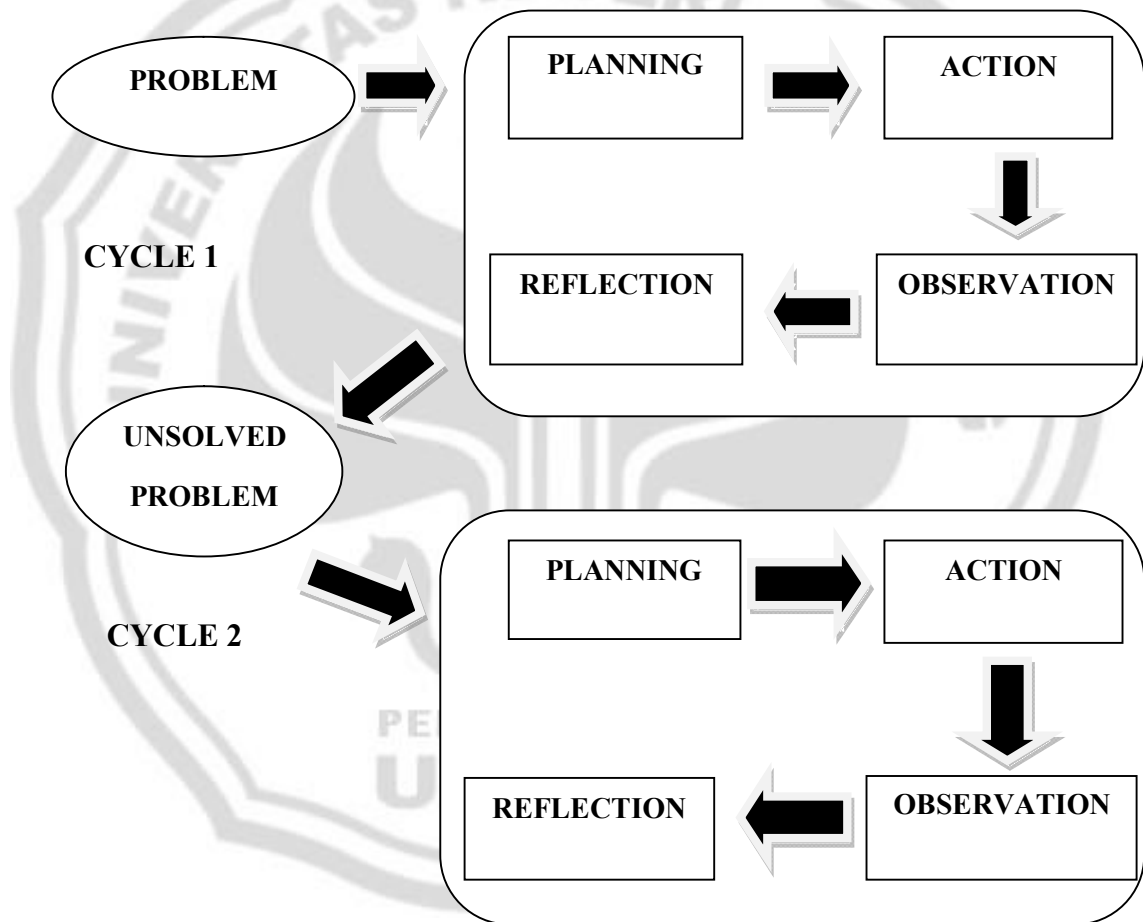 PROBLEM
PLANNING
ACTION
CYCLE 1
REFLECTION
OBSERVATION
UNSOLVED
PROBLEM
PLANNING
ACTION
CYCLE 2
REFLECTION
OBSERVATION